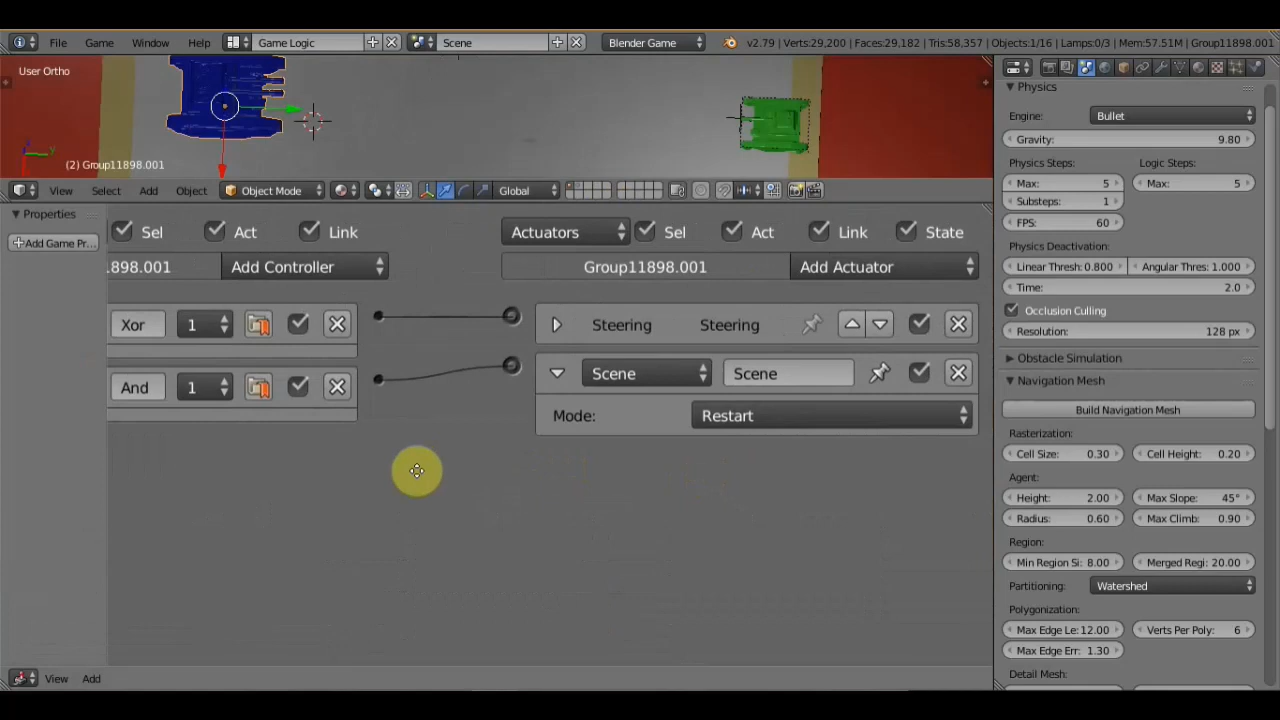 File Game Window Help Game Logic Scene Blender Game v2.79 | Verts:29,200 | Faces:29,182 | Tris:58,357 | Objects:1/16 | Lamps:0/3 | Mem:57.51M | Group11898.001
User Ortho
(2) Group11898.001
View Select Add Object Object Mode Global
Properties
Add Game Pr...
Sel Act Link Actuators Sel Act Link State
898.001 Add Controller Group11898.001 Add Actuator
Xor 1 Steering Steering
And 1 Scene Scene
Mode: Restart
View Add
Physics
Engine: Bullet
Gravity: 9.80
Physics Steps: Logic Steps:
Max: 5 Max: 5
Substeps: 1
FPS: 60
Physics Deactivation:
Linear Thresh: 0.800 Angular Thres: 1.000
Time: 2.0
Occlusion Culling
Resolution: 128 px
Obstacle Simulation
Navigation Mesh
Build Navigation Mesh
Rasterization:
Cell Size: 0.30 Cell Height: 0.20
Agent:
Height: 2.00 Max Slope: 45°
Radius: 0.60 Max Climb: 0.90
Region:
Min Region Si: 8.00 Merged Regi: 20.00
Partitioning: Watershed
Polygonization:
Max Edge Le: 12.00 Verts Per Poly: 6
Max Edge Err: 1.30
Detail Mesh: